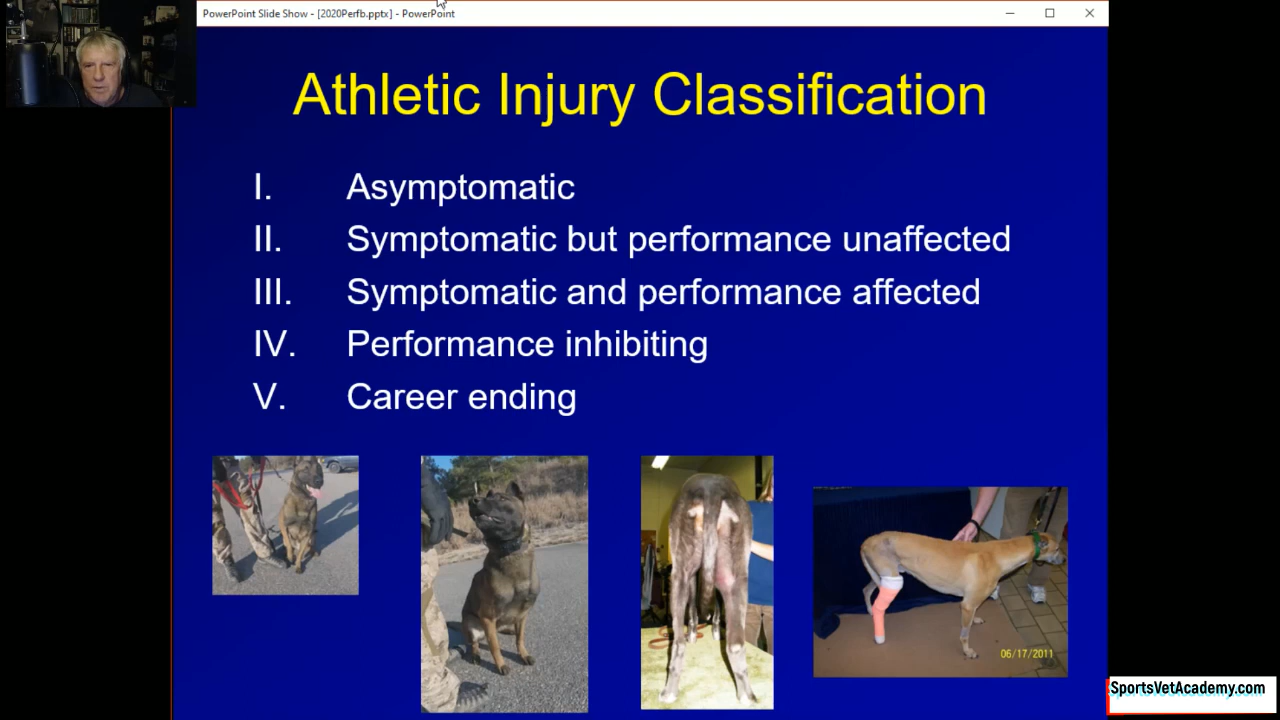 PowerPoint Slide Show - [2020Perfb.pptx] - PowerPoint
Athletic Injury Classification
I. Asymptomatic
II. Symptomatic but performance unaffected
III. Symptomatic and performance affected
IV. Performance inhibiting
V. Career ending
06/17/2011
SportsVetAcademy.com